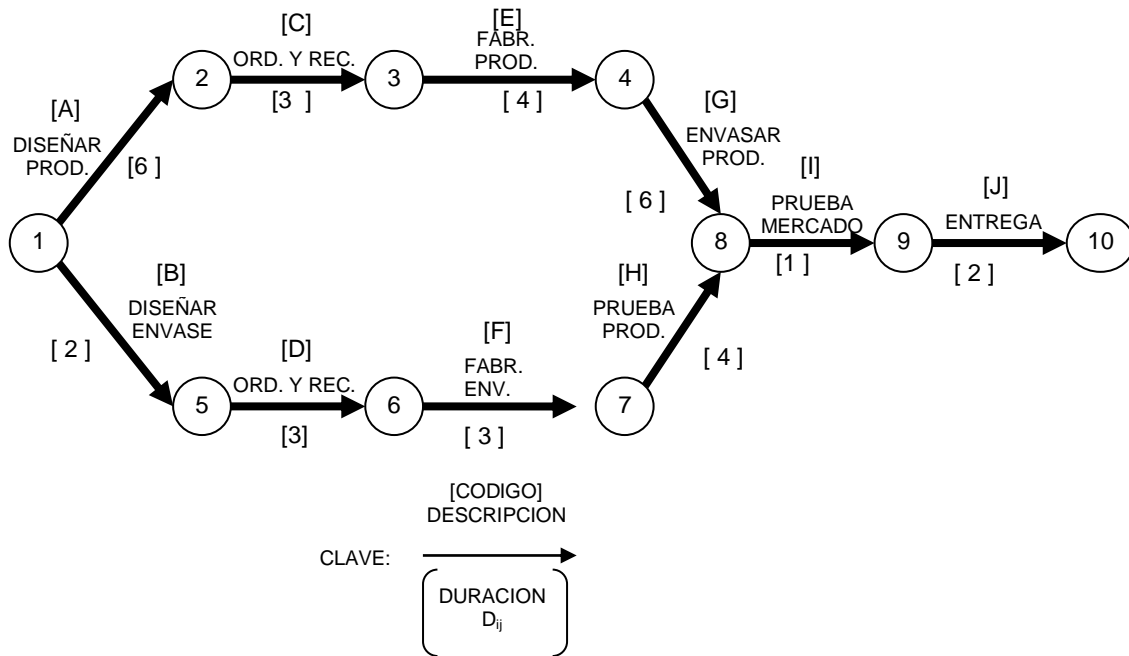 [C]
ORD. Y REC.
[3 ]
[E]
FABR.
PROD.
[ 4 ]
2
3
4
[A]
DISEÑAR
PROD.
[6 ]
[G]
ENVASAR
PROD.
[ 6 ]
[I]
PRUEBA
MERCADO
[1 ]
[J]
ENTREGA
[ 2 ]
1
8
9
10
[B]
DISEÑAR
ENVASE
[ 2 ]
[H]
PRUEBA
PROD.
[ 4 ]
[D]
ORD. Y REC.
[3]
[F]
FABR.
ENV.
[ 3 ]
5
6
7
[CODIGO]
DESCRIPCION
CLAVE:
DURACION
Dij